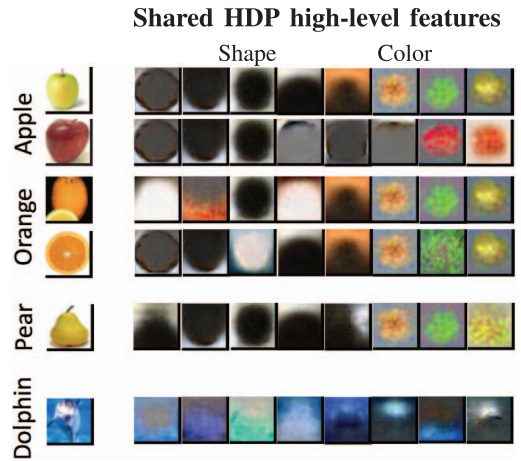 Shared HDP high-level features
Shape Color
Apple
Orange
Pear
Dolphin